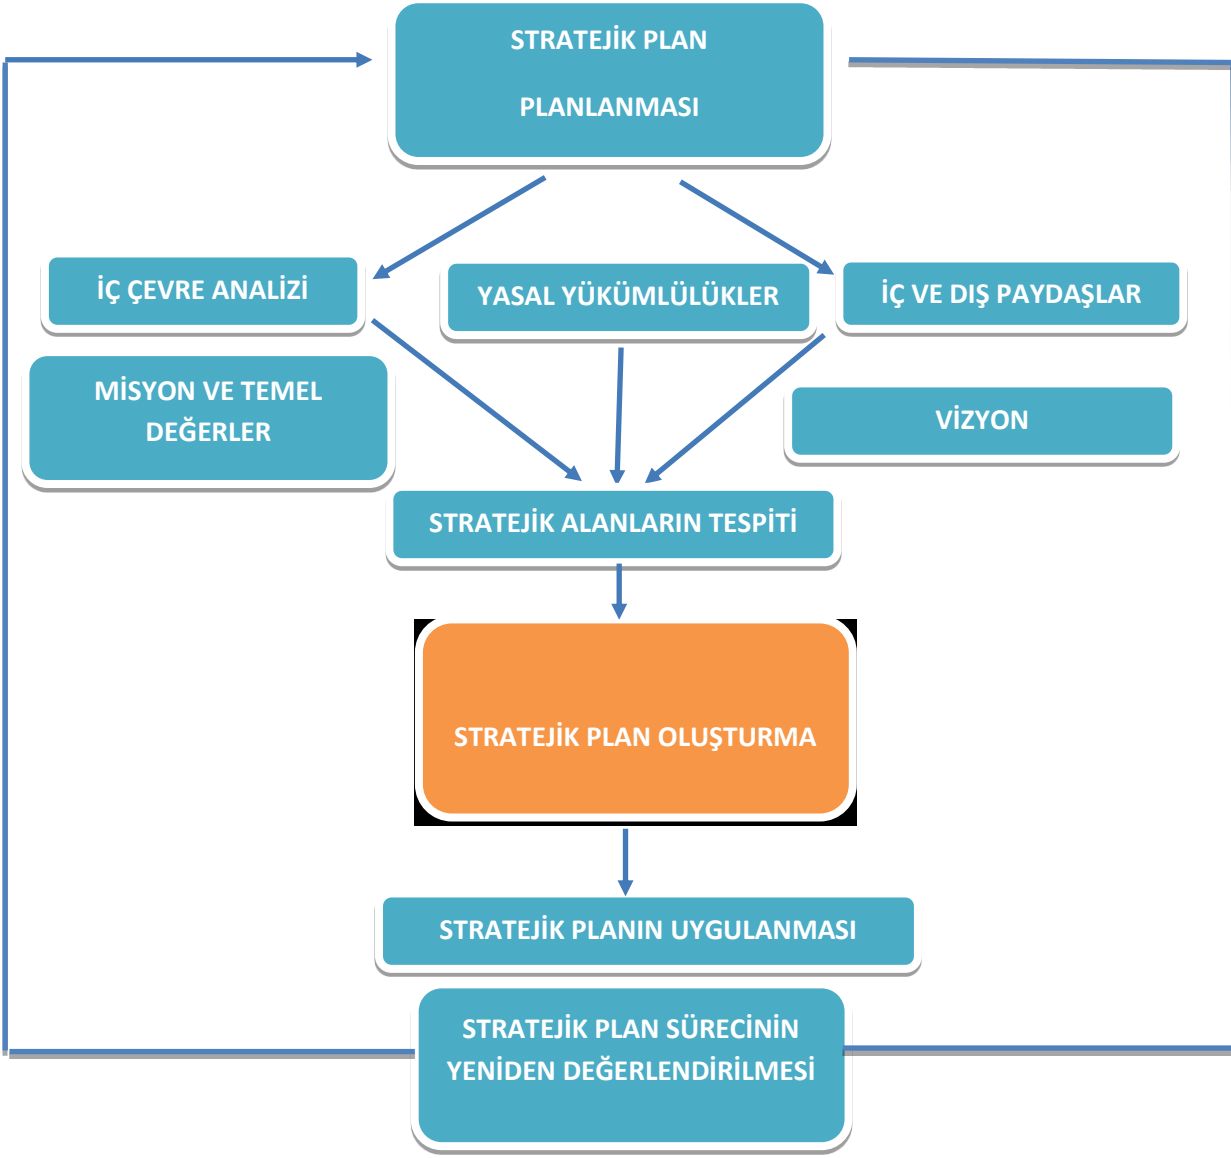 STRATEJİK PLAN
PLANLANMASI
İÇ ÇEVRE ANALİZİ
YASAL YÜKÜMLÜLÜKLER
İÇ VE DIŞ PAYDAŞLAR
MİSYON VE TEMEL
DEĞERLER
VİZYON
STRATEJİK ALANLARIN TESPİTİ
STRATEJİK PLAN OLUŞTURMA
STRATEJİK PLANIN UYGULANMASI
STRATEJİK PLAN SÜRECİNİN
YENİDEN DEĞERLENDİRİLMESİ